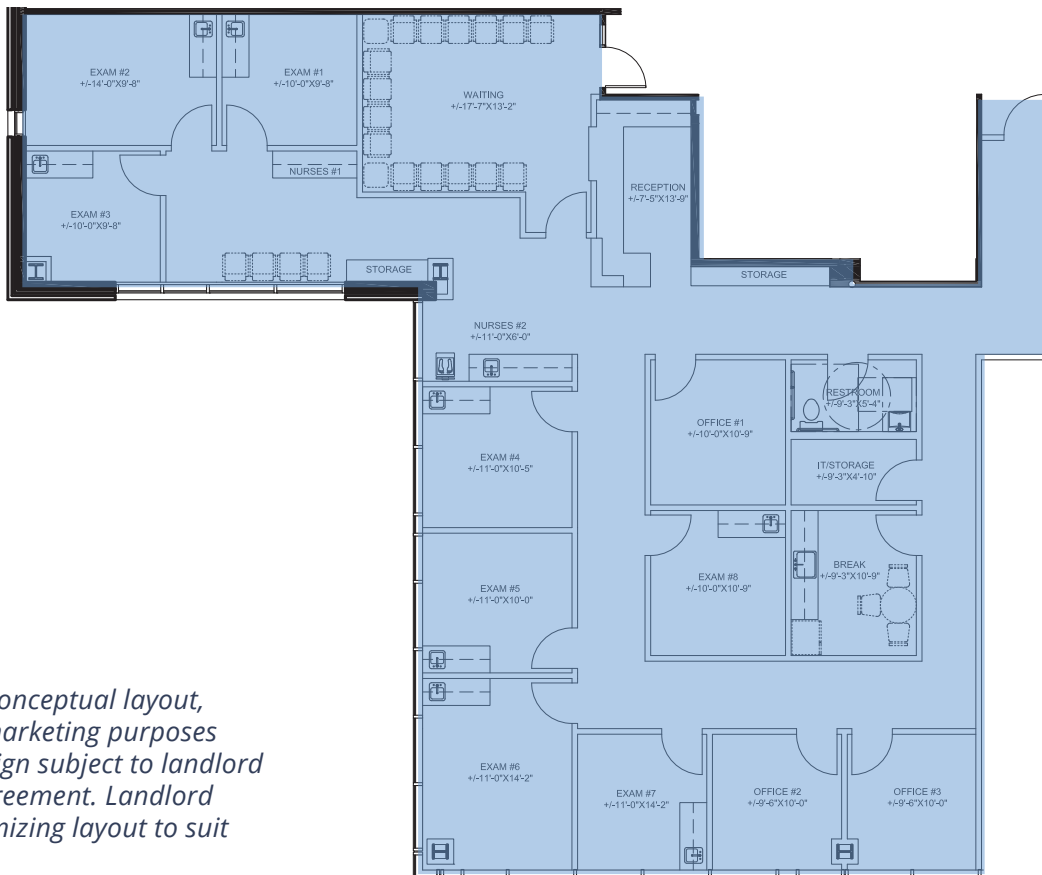 EXAM #2
+/-14'-0"X9'-8"
EXAM #1
+/-10'-0"X9'-8"
WAITING
+/-17'-7"X13'-2"
NURSES #1
RECEPTION
+/-7'-5"X13'-9"
EXAM #3
+/-10'-0"X9'-8"
STORAGE
STORAGE
NURSES #2
+/-11'-0"X6'-0"
RESTROOM
+/-9'-3"X5'-4"
OFFICE #1
+/-10'-0"X10'-9"
EXAM #4
+/-11'-0"X10'-5"
IT/STORAGE
+/-9'-3"X4'-10"
BREAK
+/-9'-3"X10'-9"
EXAM #8
+/-10'-0"X10'-9"
EXAM #5
+/-11'-0"X10'-0"
onceptual layout,
narketing purposes
ign subject to landlord
reement. Landlord
nizing layout to suit
EXAM #6
+/-11'-0"X14'-2"
EXAM #7
+/-11'-0"X14'-2"
OFFICE #2
+/-9'-6"X10'-0"
OFFICE #3
+/-9'-6"X10'-0"